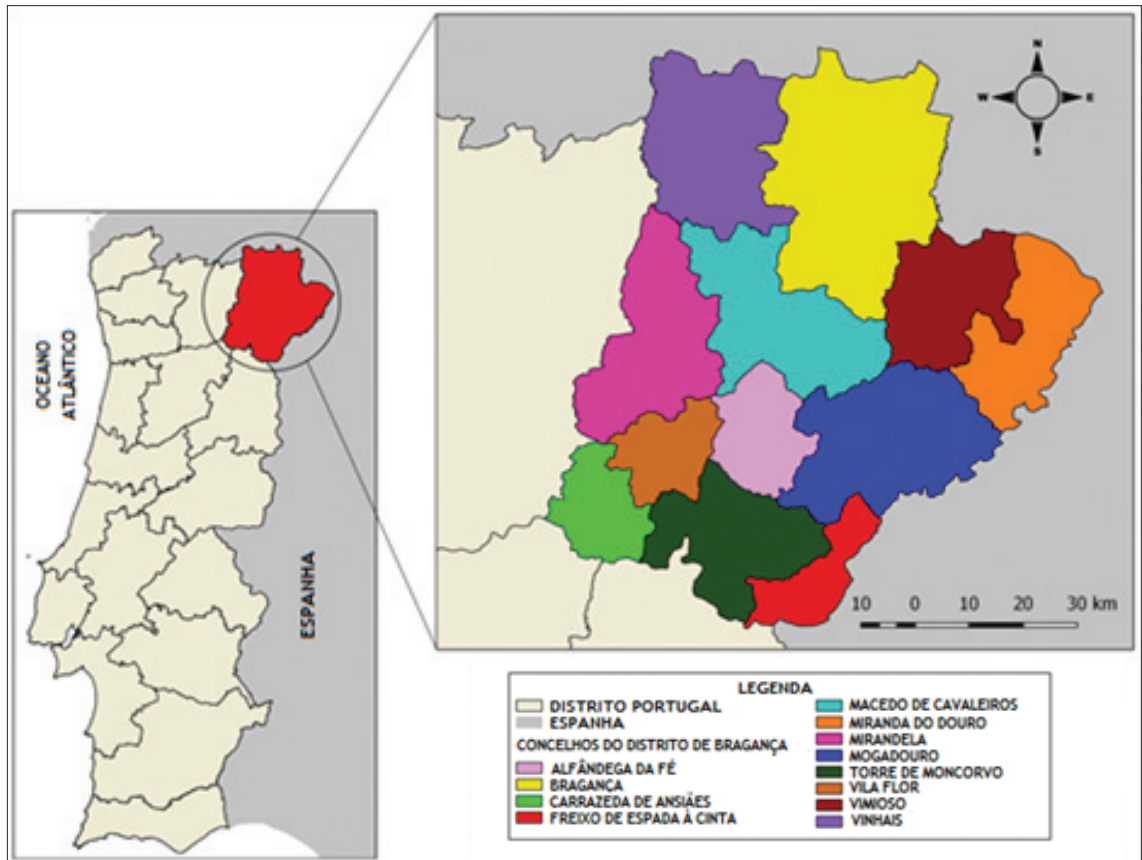 N
W
E
S
OCEANO
ATLÂNTICO
ESPANHA
10 0 10 20 30 km
LEGENDA
DISTRITO PORTUGAL
ESPANHA
CONCELHOS DO DISTRITO DE BRAGANÇA
ALFÂNDEGA DA FÉ
BRAGANÇA
CARRAZEDA DE ANSIÃES
FREIXO DE ESPADA À CINTA
MACEDO DE CAVALEIROS
MIRANDA DO DOURO
MIRANDELA
MOGADOURO
TORRE DE MONCORVO
VILA FLOR
VIMIOSO
VINHAIS